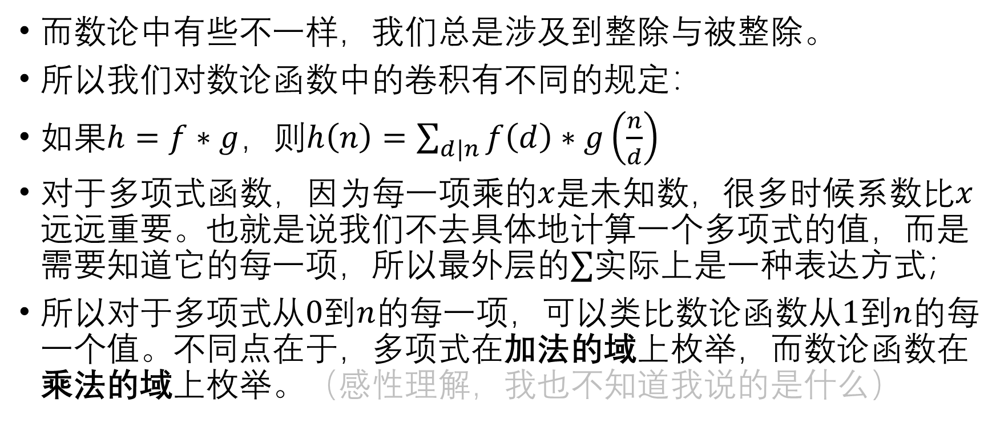 • 而数论中有些不一样，我们总是涉及到整除与被整除。
• 所以我们对数论函数中的卷积有不同的规定：
• 如果h = f ∗ g，则h(n) = ∑_{d|n} f(d) ∗ g(n/d)
• 对于多项式函数，因为每一项乘的x是未知数，很多时候系数比x
远远重要。也就是说我们不去具体地计算一个多项式的值，而是
需要知道它的每一项，所以最外层的∑实际上是一种表达方式；
• 所以对于多项式从0到n的每一项，可以类比数论函数从1到n的每
一个值。不同点在于，多项式在加法的域上枚举，而数论函数在
乘法的域上枚举。（感性理解，我也不知道我说的是什么）